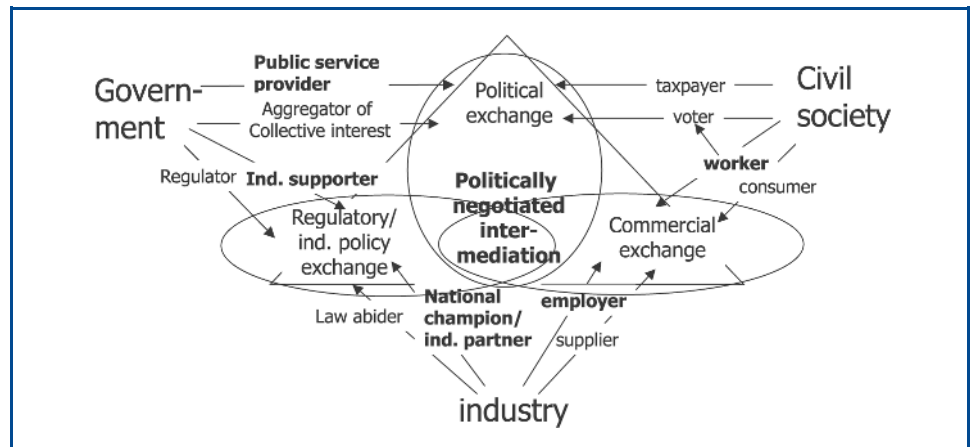 Public service
provider
Govern-
ment
Political
exchange
taxpayer
Civil
society
Aggregator of
Collective interest
voter
Regulator
Ind. supporter
Politically
negotiated
inter-
mediation
worker
consumer
Regulatory/
ind. policy
exchange
Commercial
exchange
Law abider
National
champion/
ind. partner
employer
supplier
industry